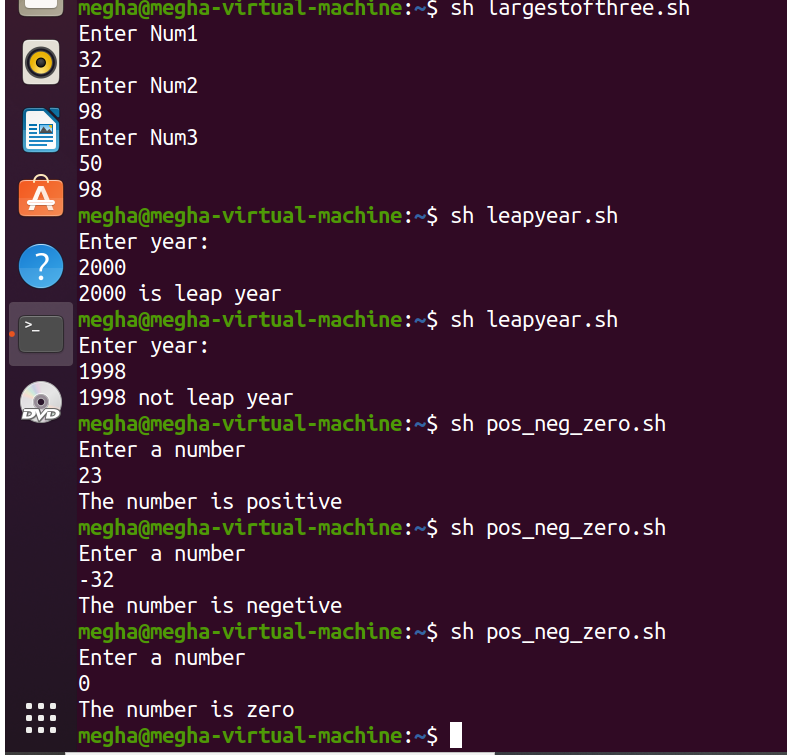 megha@megha-virtual-machine:~$ sh largestofthree.sh
Enter Num1
32
Enter Num2
98
Enter Num3
50
98
megha@megha-virtual-machine:~$ sh leapyear.sh
Enter year:
2000
2000 is leap year
megha@megha-virtual-machine:~$ sh leapyear.sh
Enter year:
1998
1998 not leap year
megha@megha-virtual-machine:~$ sh pos_neg_zero.sh
Enter a number
23
The number is positive
megha@megha-virtual-machine:~$ sh pos_neg_zero.sh
Enter a number
-32
The number is negetive
megha@megha-virtual-machine:~$ sh pos_neg_zero.sh
Enter a number
0
The number is zero
megha@megha-virtual-machine:~$
?
>_
DVD